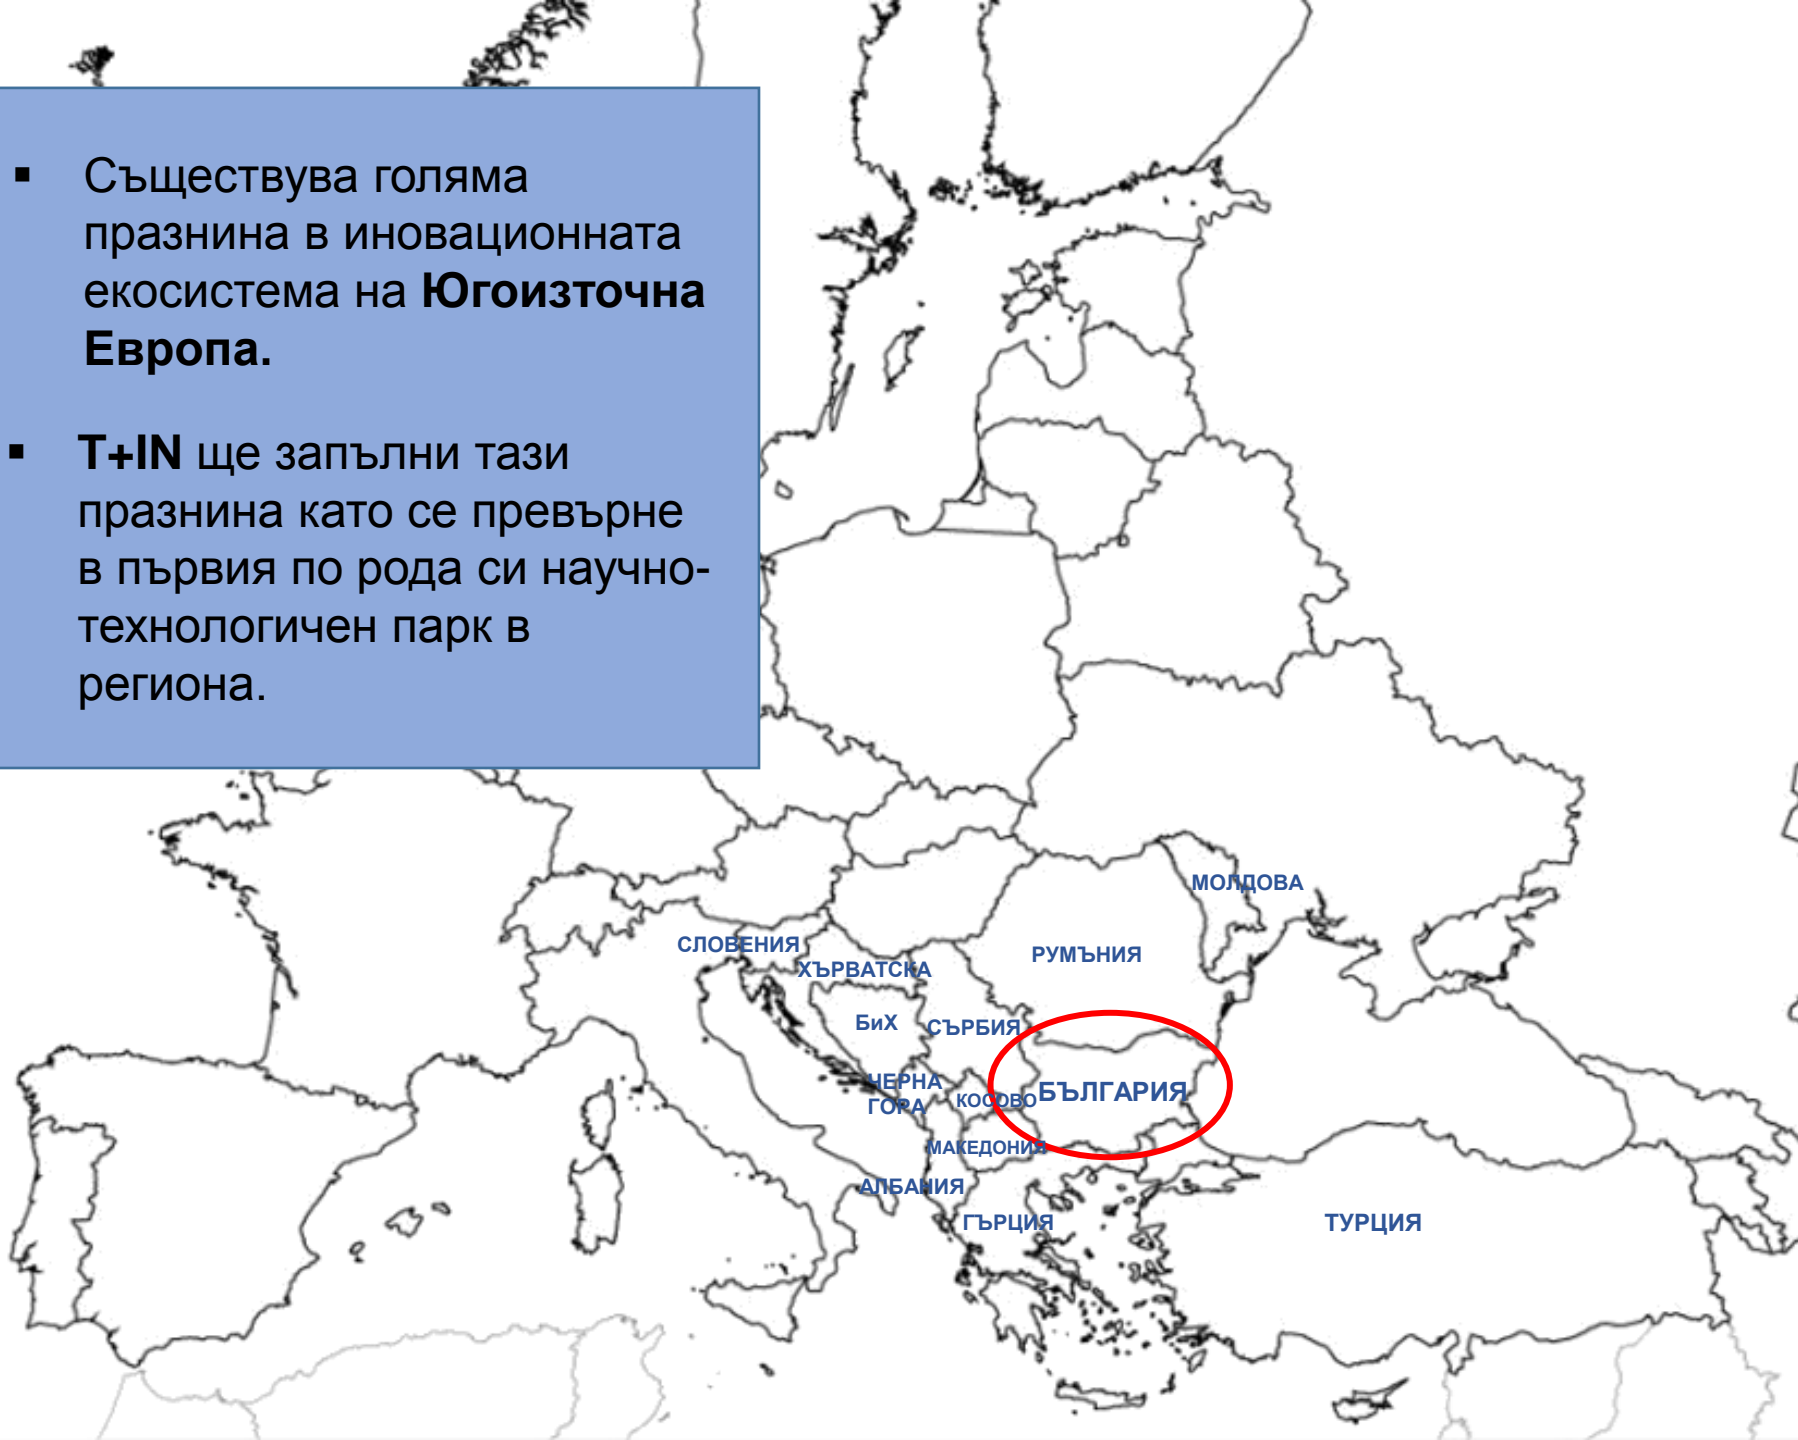 ▪ Съществува голяма
празнина в иновационната
екосистема на Югоизточна
Европа.
▪ T+IN ще запълни тази
празнина като се превърне
в първия по рода си научно-
технологичен парк в
региона.
МОЛДОВА
СЛОВЕНИЯ
РУМЪНИЯ
ХЪРВАТСКА
БиХ
СЪРБИЯ
ЧЕРНА
ГОРА
КОСОВО
БЪЛГАРИЯ
МАКЕДОНИЯ
АЛБАНИЯ
ГЪРЦИЯ
ТУРЦИЯ